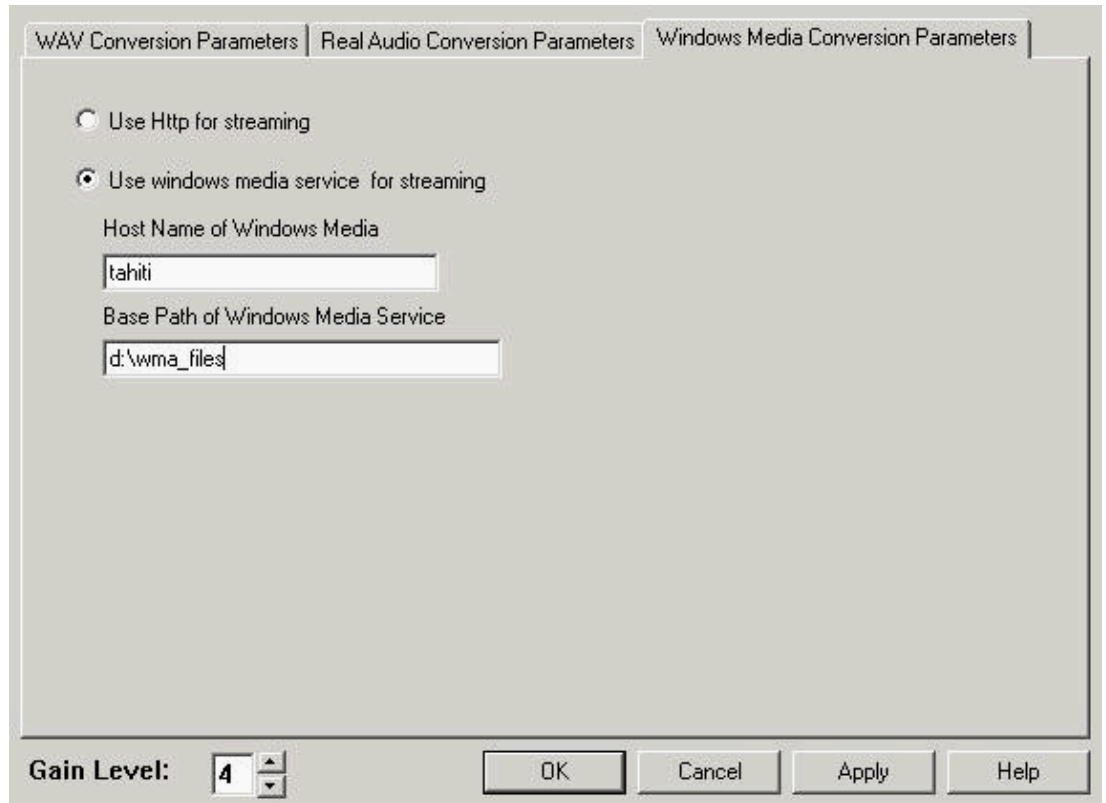 WAV Conversion Parameters
Real Audio Conversion Parameters
Windows Media Conversion Parameters
Use Http for streaming
Use windows media service for streaming
Host Name of Windows Media
tahiti
Base Path of Windows Media Service
d:\wma_files
Gain Level:
4
OK
Cancel
Apply
Help